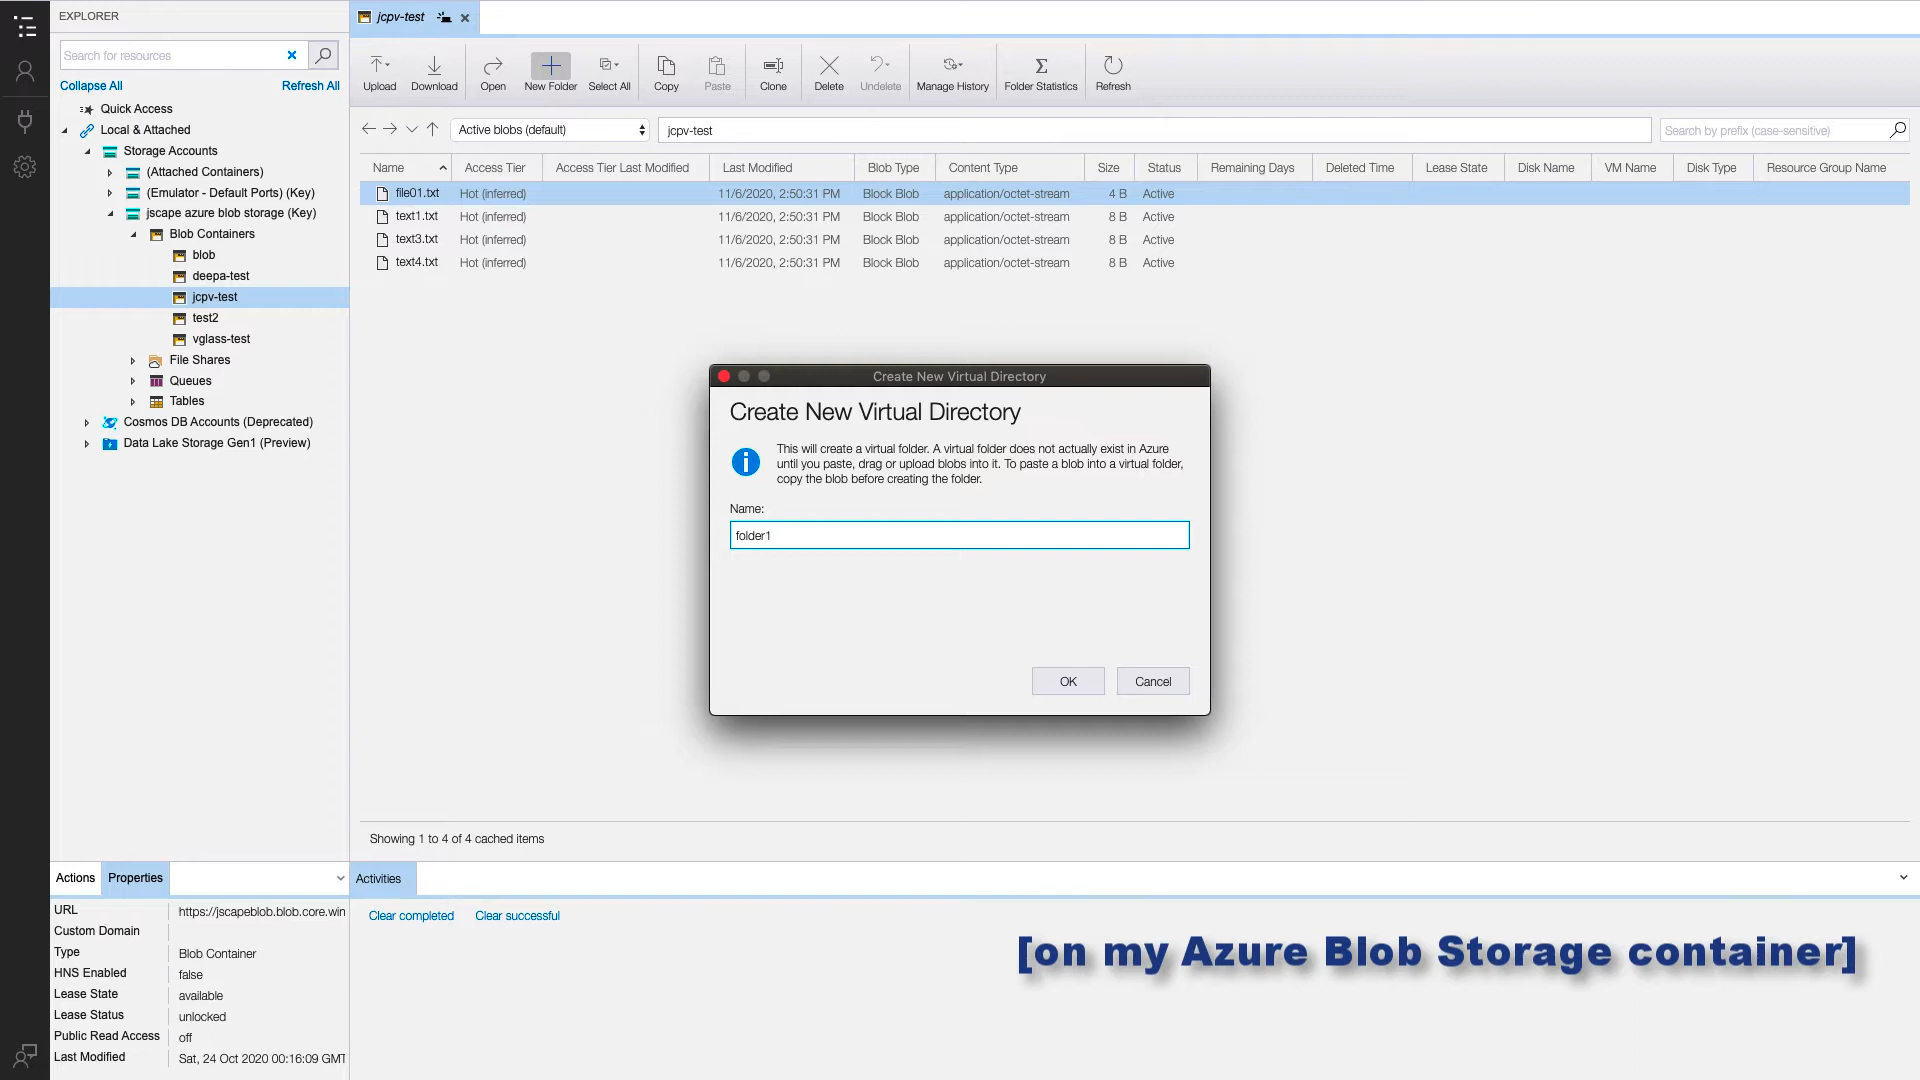 EXPLORER
Search for resources
Collapse All
Refresh All
Quick Access
Local & Attached
Storage Accounts
(Attached Containers)
(Emulator - Default Ports) (Key)
jscape azure blob storage (Key)
Blob Containers
blob
deepa-test
jcpv-test
test2
vglass-test
File Shares
Queues
Tables
Cosmos DB Accounts (Deprecated)
Data Lake Storage Gen1 (Preview)
jcpv-test
Upload Download Open New Folder Select All Copy Paste Clone Delete Undelete Manage History Folder Statistics Refresh
Active blobs (default)
jcpv-test
Search by prefix (case-sensitive)
Name Access Tier Access Tier Last Modified Last Modified Blob Type Content Type Size Status Remaining Days Deleted Time Lease State Disk Name VM Name Disk Type Resource Group Name
file01.txt Hot (inferred) 11/6/2020, 2:50:31 PM Block Blob application/octet-stream 4 B Active
text1.txt Hot (inferred) 11/6/2020, 2:50:31 PM Block Blob application/octet-stream 8 B Active
text3.txt Hot (inferred) 11/6/2020, 2:50:31 PM Block Blob application/octet-stream 8 B Active
text4.txt Hot (inferred) 11/6/2020, 2:50:31 PM Block Blob application/octet-stream 8 B Active
Create New Virtual Directory
Create New Virtual Directory
This will create a virtual folder. A virtual folder does not actually exist in Azure
until you paste, drag or upload blobs into it. To paste a blob into a virtual folder,
copy the blob before creating the folder.
Name:
folder1
OK
Cancel
Showing 1 to 4 of 4 cached items
Actions
Properties
URL https://jscapeblob.blob.core.win
Custom Domain
Type Blob Container
HNS Enabled false
Lease State available
Lease Status unlocked
Public Read Access off
Last Modified Sat, 24 Oct 2020 00:16:09 GMT
Activities
Clear completed
Clear successful
[on my Azure Blob Storage container]